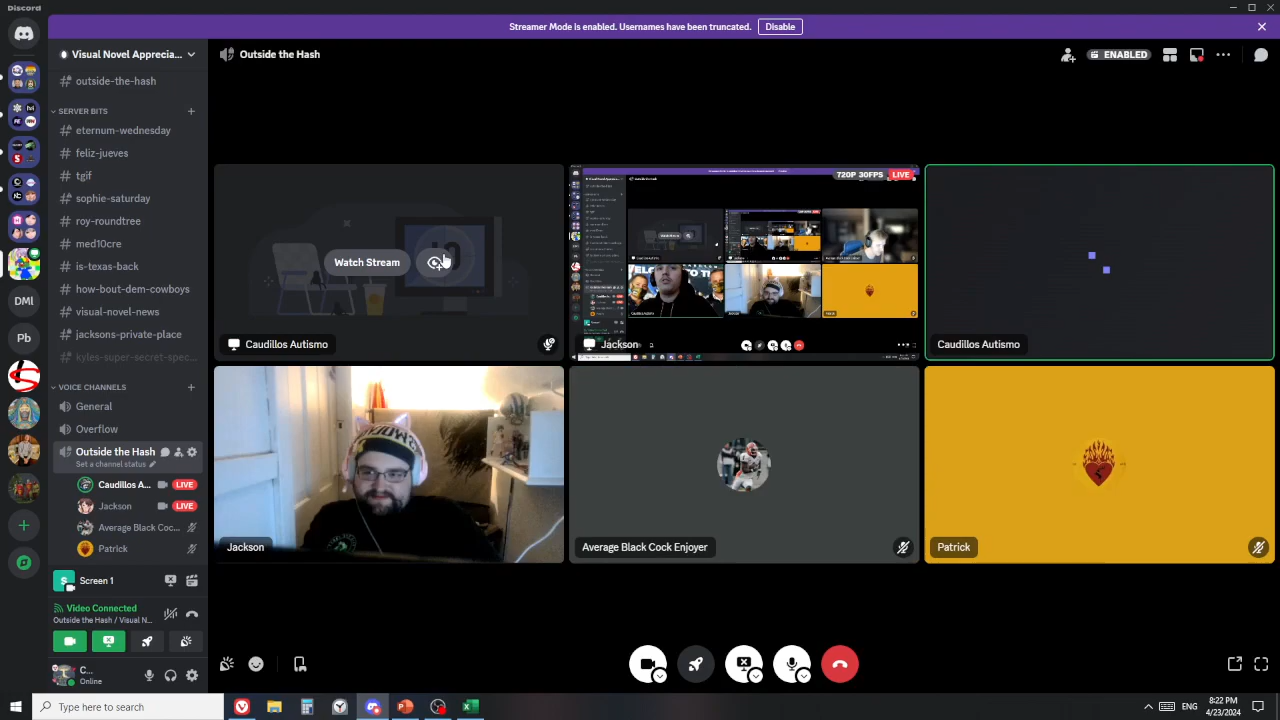 Discord
Streamer Mode is enabled. Usernames have been truncated.
Disable
Visual Novel Apprecia...
Outside the Hash
ENABLED
outside-the-hash
SERVER BITS
eternum-wednesday
feliz-jueves
tgif
sophie-saturday
roy-roundtree
meril0cre
no-texas-back
how-bout-dem-cowboys
visual-novel-news
jacksons-private-place
DMI
Pb
VOICE CHANNELS
General
Overflow
Outside the Hash
Set a channel status
Caudillos A...
LIVE
Jackson
LIVE
Average Black Coc...
Patrick
Screen 1
Video Connected
Outside the Hash / Visual N...
C...
Online
Watch Stream
Caudillos Autismo
720P 30FPS
LIVE
Jackson
Caudillos Autismo
Jackson
Average Black Cock Enjoyer
Patrick
Type here to search
ENG
8:22 PM
4/23/2024